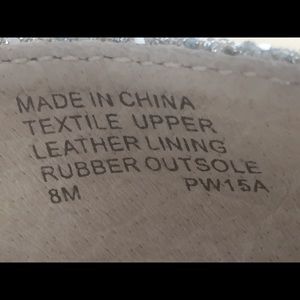 MADE IN CHINA
TEXTILE UPPER
LEATHER LINING
RUBBER OUTSOLE
8M PW15A